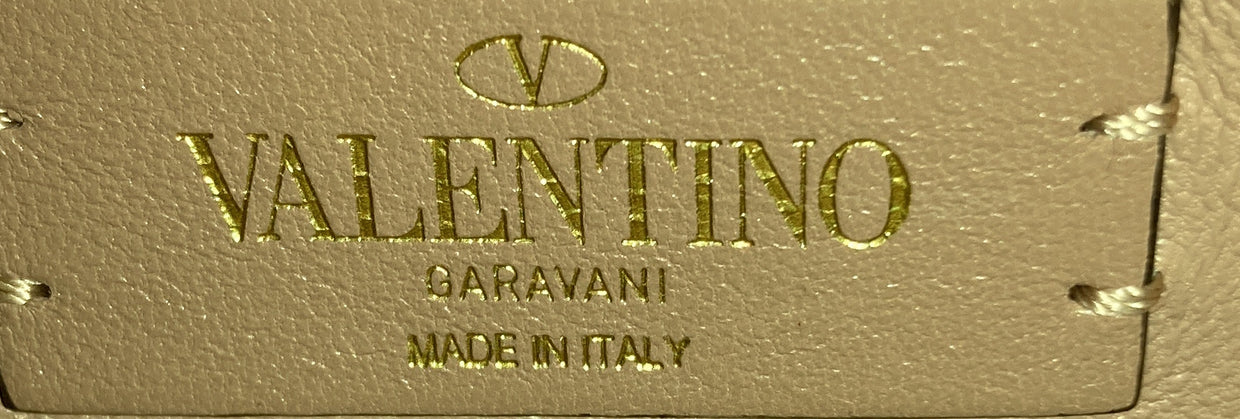 V
VALENTINO
GARAVANI
MADE IN ITALY